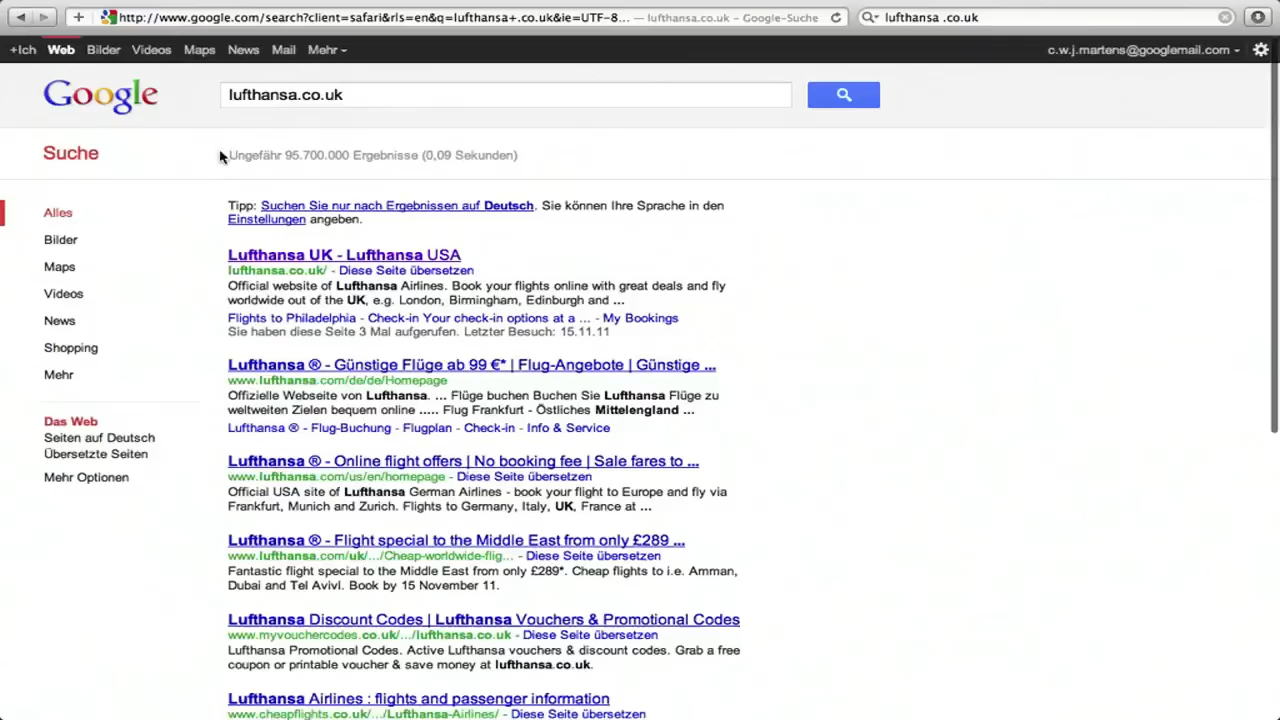 http://www.google.com/search?client=safari&rls=en&q=lufthansa+.co.uk&ie=UTF-8... — lufthansa.co.uk - Google-Suche
lufthansa .co.uk
+Ich Web Bilder Videos Maps News Mail Mehr
c.w.j.martens@googlemail.com
Google
lufthansa.co.uk
Suche
Ungefähr 95.700.000 Ergebnisse (0,09 Sekunden)
Alles
Bilder
Maps
Videos
News
Shopping
Mehr
Das Web
Seiten auf Deutsch
Übersetzte Seiten
Mehr Optionen
Tipp: Suchen Sie nur nach Ergebnissen auf Deutsch. Sie können Ihre Sprache in den
Einstellungen angeben.
Lufthansa UK - Lufthansa USA
lufthansa.co.uk/ - Diese Seite übersetzen
Official website of Lufthansa Airlines. Book your flights online with great deals and fly
worldwide out of the UK, e.g. London, Birmingham, Edinburgh and ...
Flights to Philadelphia - Check-in Your check-in options at a ... - My Bookings
Sie haben diese Seite 3 Mal aufgerufen. Letzter Besuch: 15.11.11
Lufthansa ® - Günstige Flüge ab 99 €* | Flug-Angebote | Günstige ...
www.lufthansa.com/de/de/Homepage
Offizielle Webseite von Lufthansa. ... Flüge buchen Buchen Sie Lufthansa Flüge zu
weltweiten Zielen bequem online ..... Flug Frankfurt - Östliches Mittelengland ...
Lufthansa ® - Flug-Buchung - Flugplan - Check-in - Info & Service
Lufthansa ® - Online flight offers | No booking fee | Sale fares to ...
www.lufthansa.com/us/en/homepage - Diese Seite übersetzen
Official USA site of Lufthansa German Airlines - book your flight to Europe and fly via
Frankfurt, Munich and Zurich. Flights to Germany, Italy, UK, France at ...
Lufthansa ® - Flight special to the Middle East from only £289 ...
www.lufthansa.com/uk/.../Cheap-worldwide-flig... - Diese Seite übersetzen
Fantastic flight special to the Middle East from only £289*. Cheap flights to i.e. Amman,
Dubai and Tel Avivl. Book by 15 November 11.
Lufthansa Discount Codes | Lufthansa Vouchers & Promotional Codes
www.myvouchercodes.co.uk/.../lufthansa.co.uk - Diese Seite übersetzen
Lufthansa Promotional Codes. Active Lufthansa vouchers & discount codes. Grab a free
coupon or printable voucher & save money at lufthansa.co.uk.
Lufthansa Airlines : flights and passenger information
www.cheapflights.co.uk/.../Lufthansa-Airlines/ - Diese Seite übersetzen